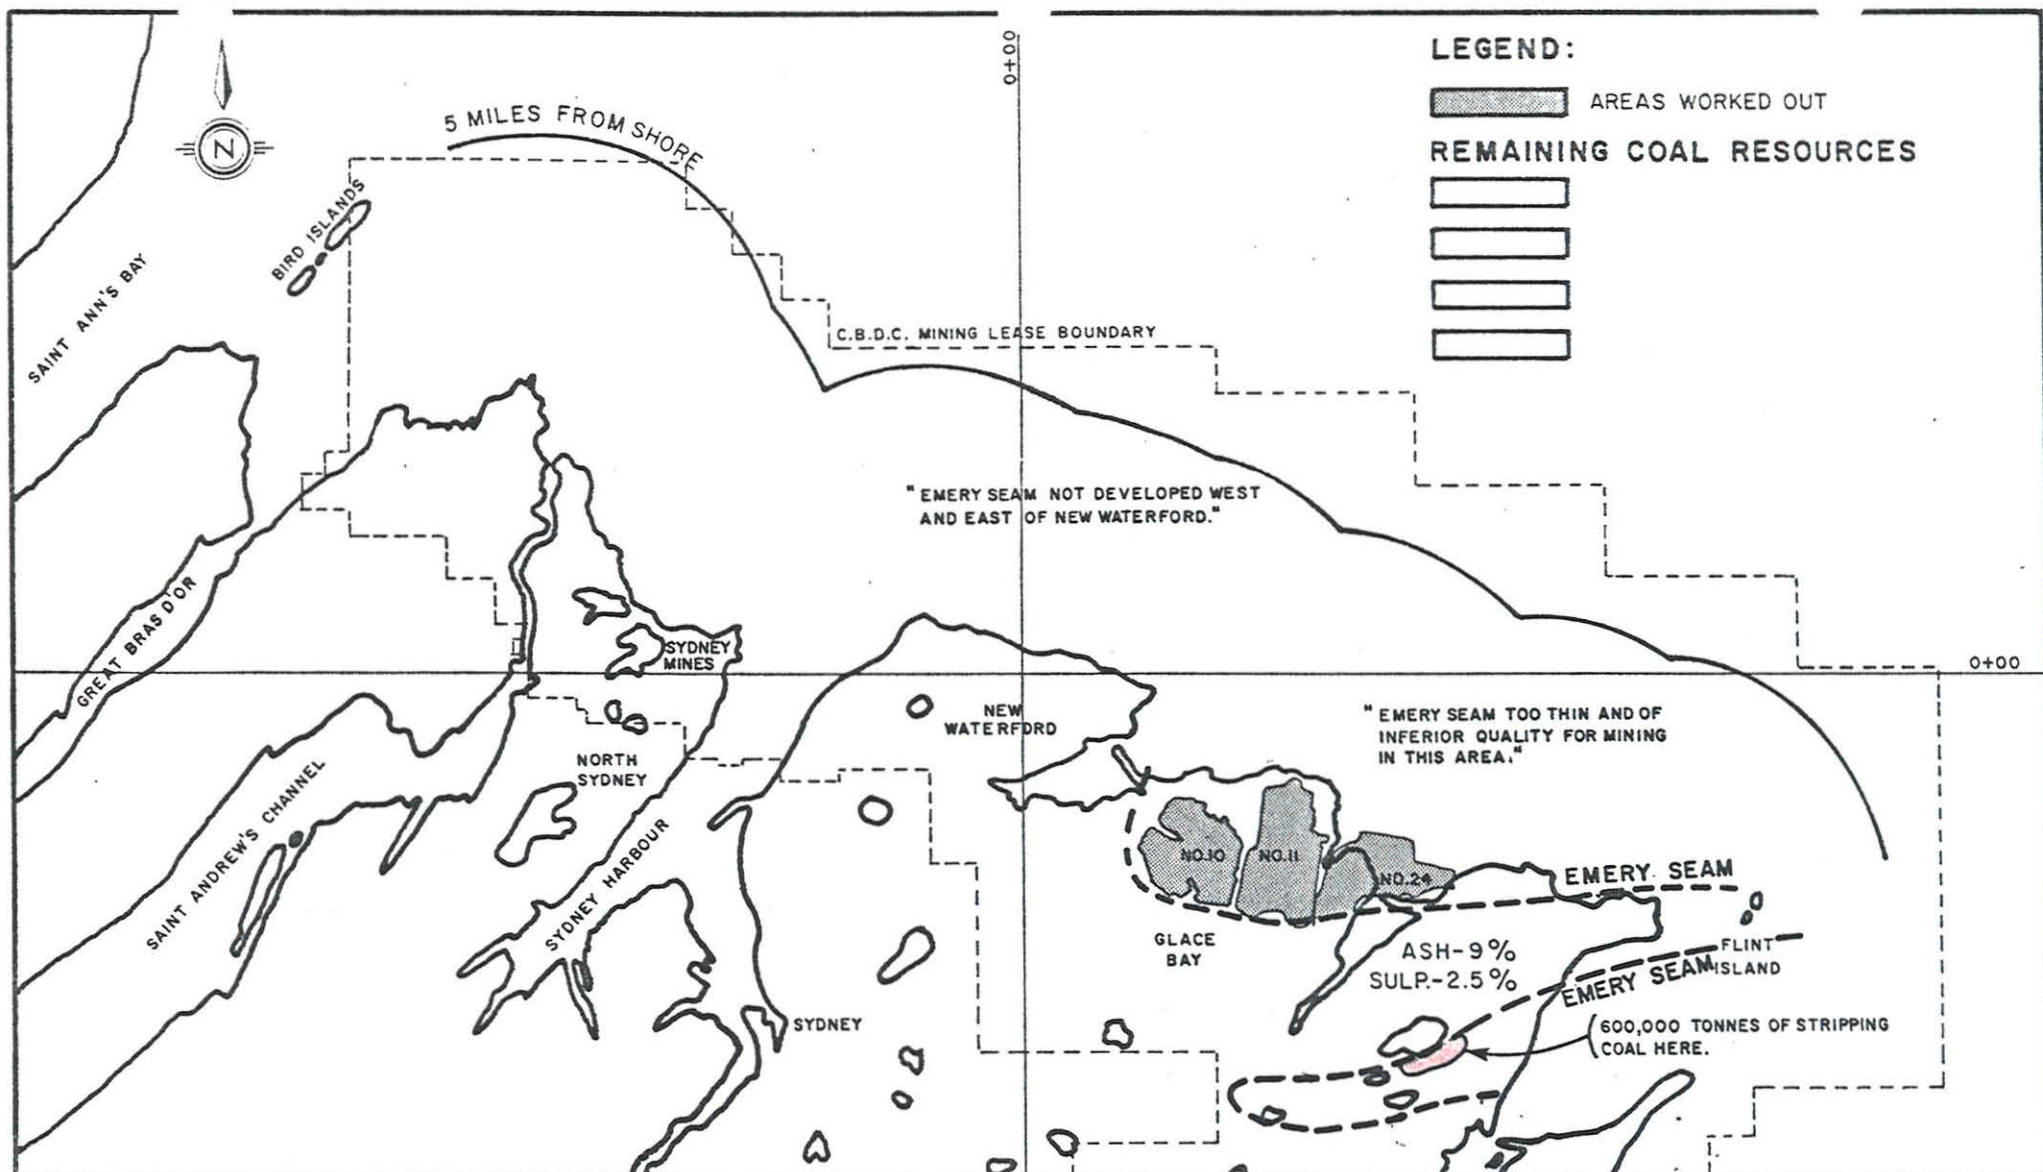 0+00
LEGEND:
AREAS WORKED OUT
REMAINING COAL RESOURCES
N
5 MILES FROM SHORE
BIRD ISLANDS
SAINT ANN'S BAY
C.B.D.C. MINING LEASE BOUNDARY
"EMERY SEAM NOT DEVELOPED WEST
AND EAST OF NEW WATERFORD."
GREAT BRAS D'OR
SYDNEY
MINES
0+00
NEW
WATERFORD
"EMERY SEAM TOO THIN AND OF
INFERIOR QUALITY FOR MINING
IN THIS AREA."
NORTH
SYDNEY
SAINT ANDREW'S CHANNEL
SYDNEY HARBOUR
NO.10
NO.11
NO.24
EMERY SEAM
GLACE
BAY
ASH-9%
SULP.-2.5%
FLINT
ISLAND
EMERY SEAM
SYDNEY
(600,000 TONNES OF STRIPPING
COAL HERE.